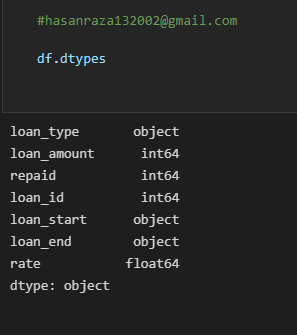 #hasanraza132002@gmail.com
df.dtypes
loan_type object
loan_amount int64
repaid int64
loan_id int64
loan_start object
loan_end object
rate float64
dtype: object